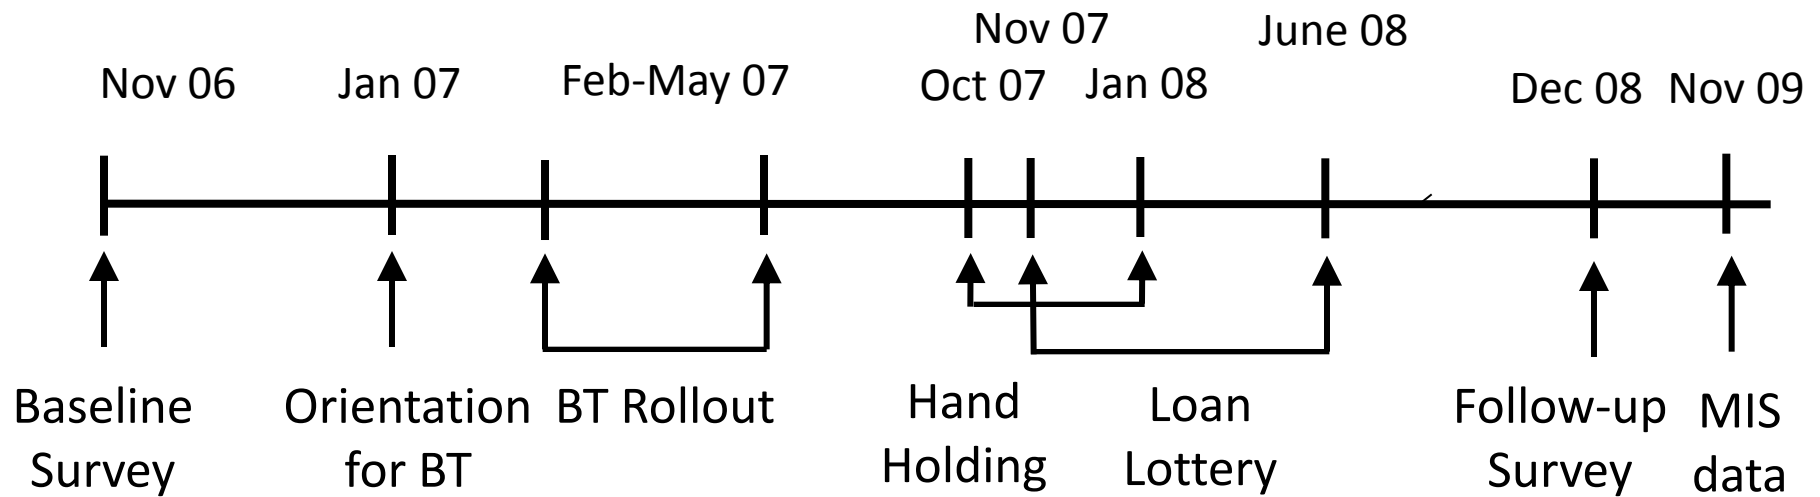 Nov 07 June 08
Nov 06 Jan 07 Feb-May 07 Oct 07 Jan 08 Dec 08 Nov 09
Baseline Orientation BT Rollout Hand Loan Follow-up MIS
Survey for BT Holding Lottery Survey data